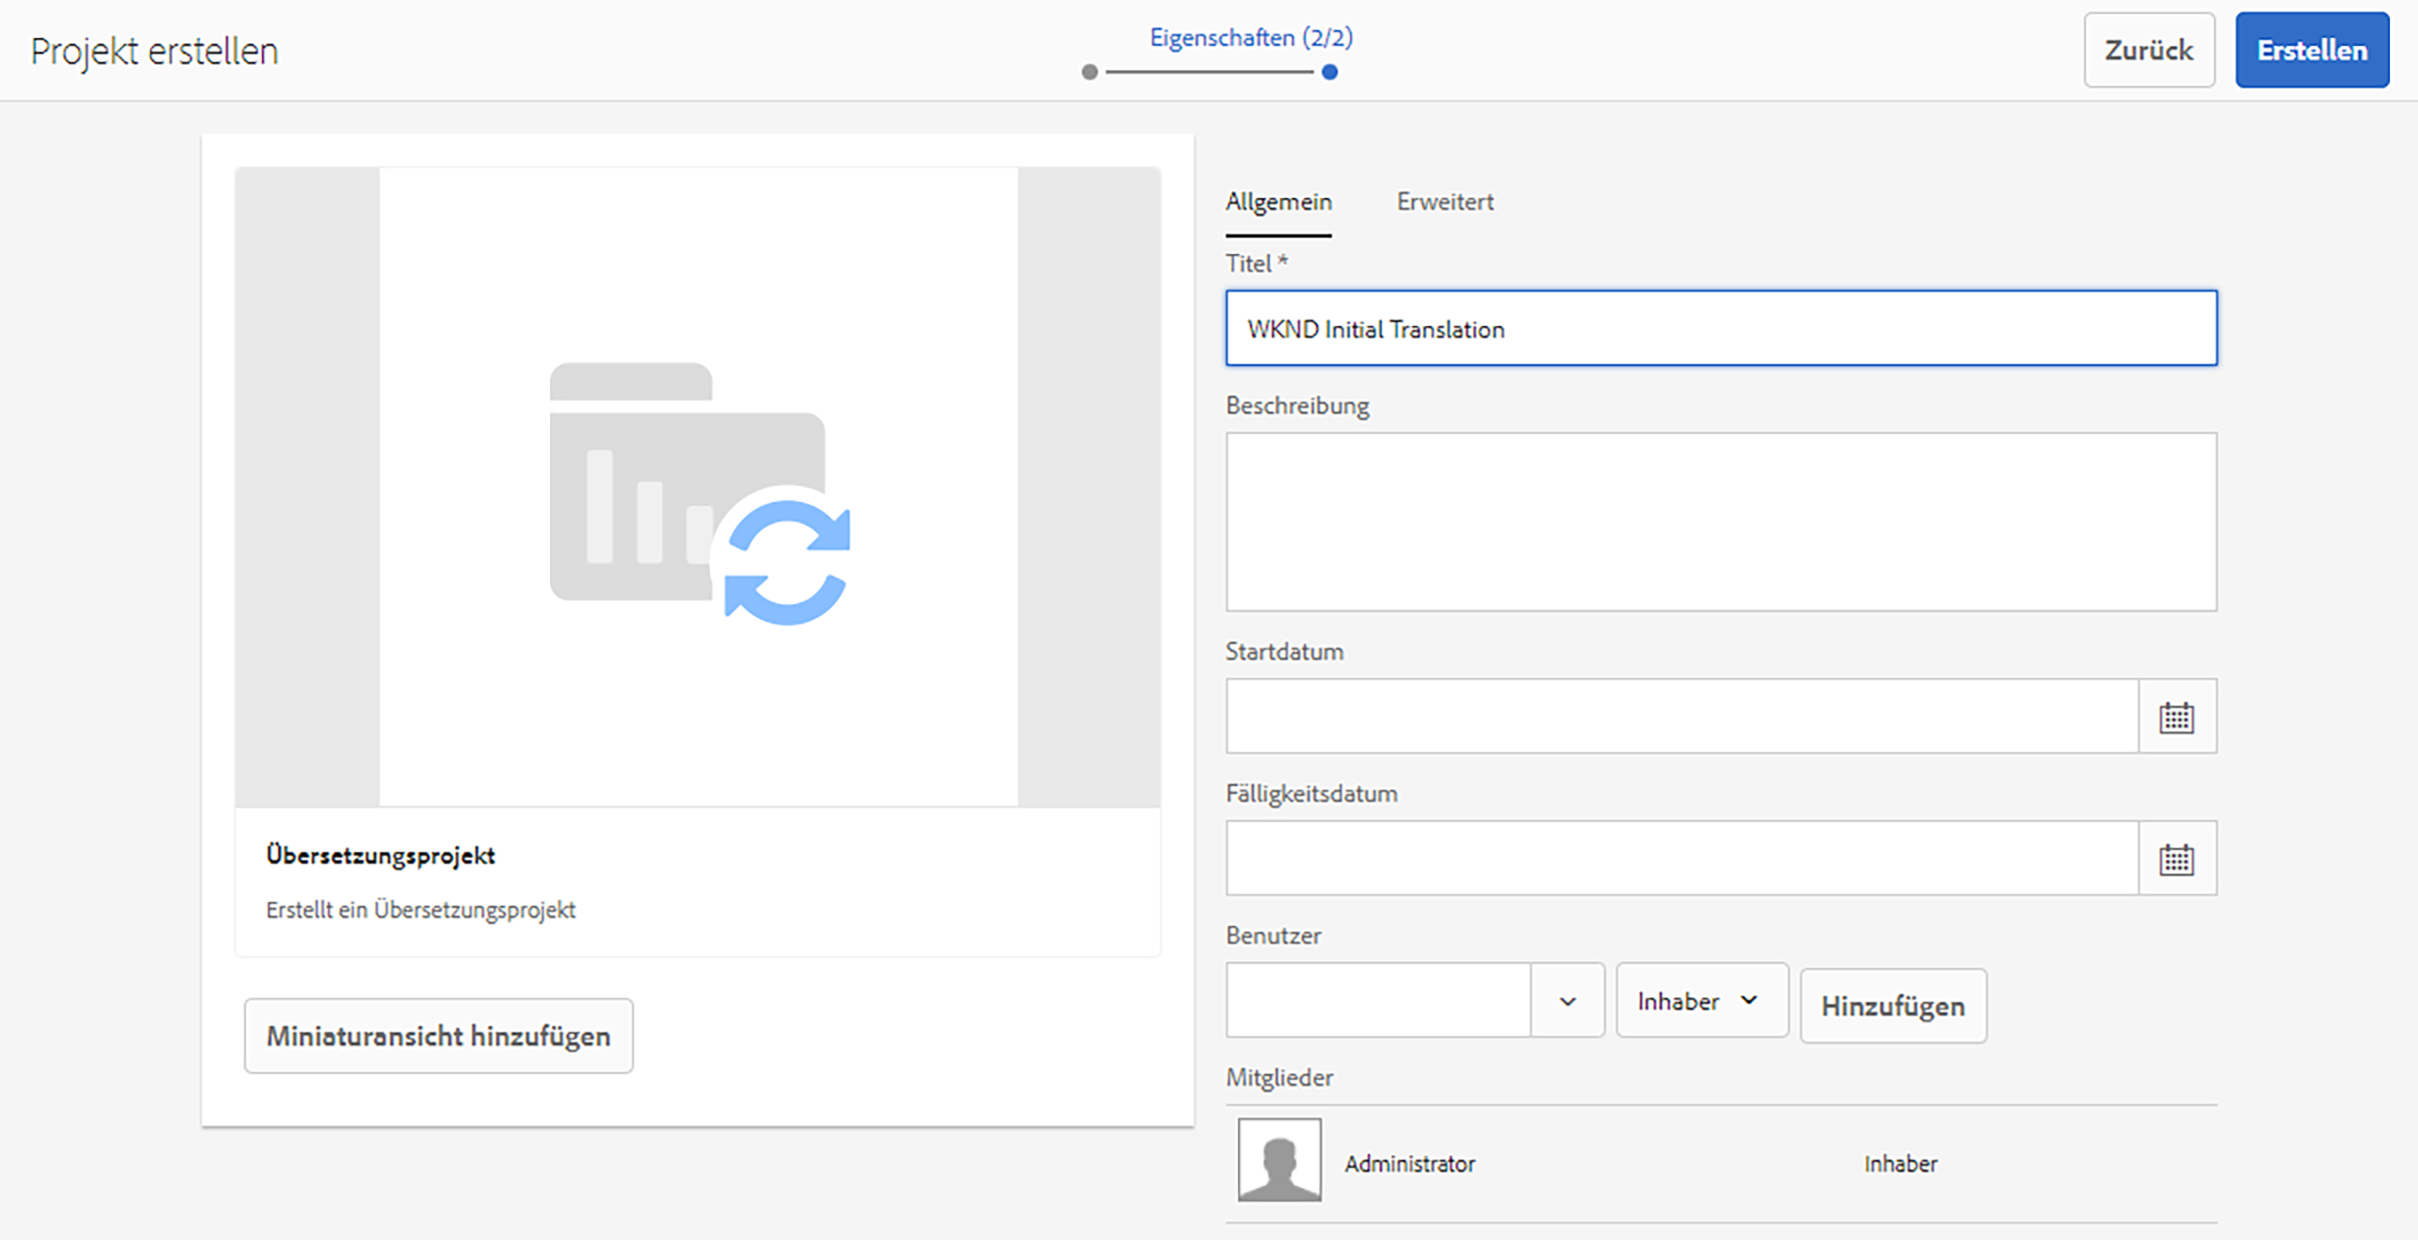 Projekt erstellen
Eigenschaften (2/2)
Zurück
Erstellen
Übersetzungsprojekt
Erstellt ein Übersetzungsprojekt
Miniaturansicht hinzufügen
Allgemein
Erweitert
Titel *
WKND Initial Translation
Beschreibung
Startdatum
Fälligkeitsdatum
Benutzer
Inhaber
Hinzufügen
Mitglieder
Administrator
Inhaber